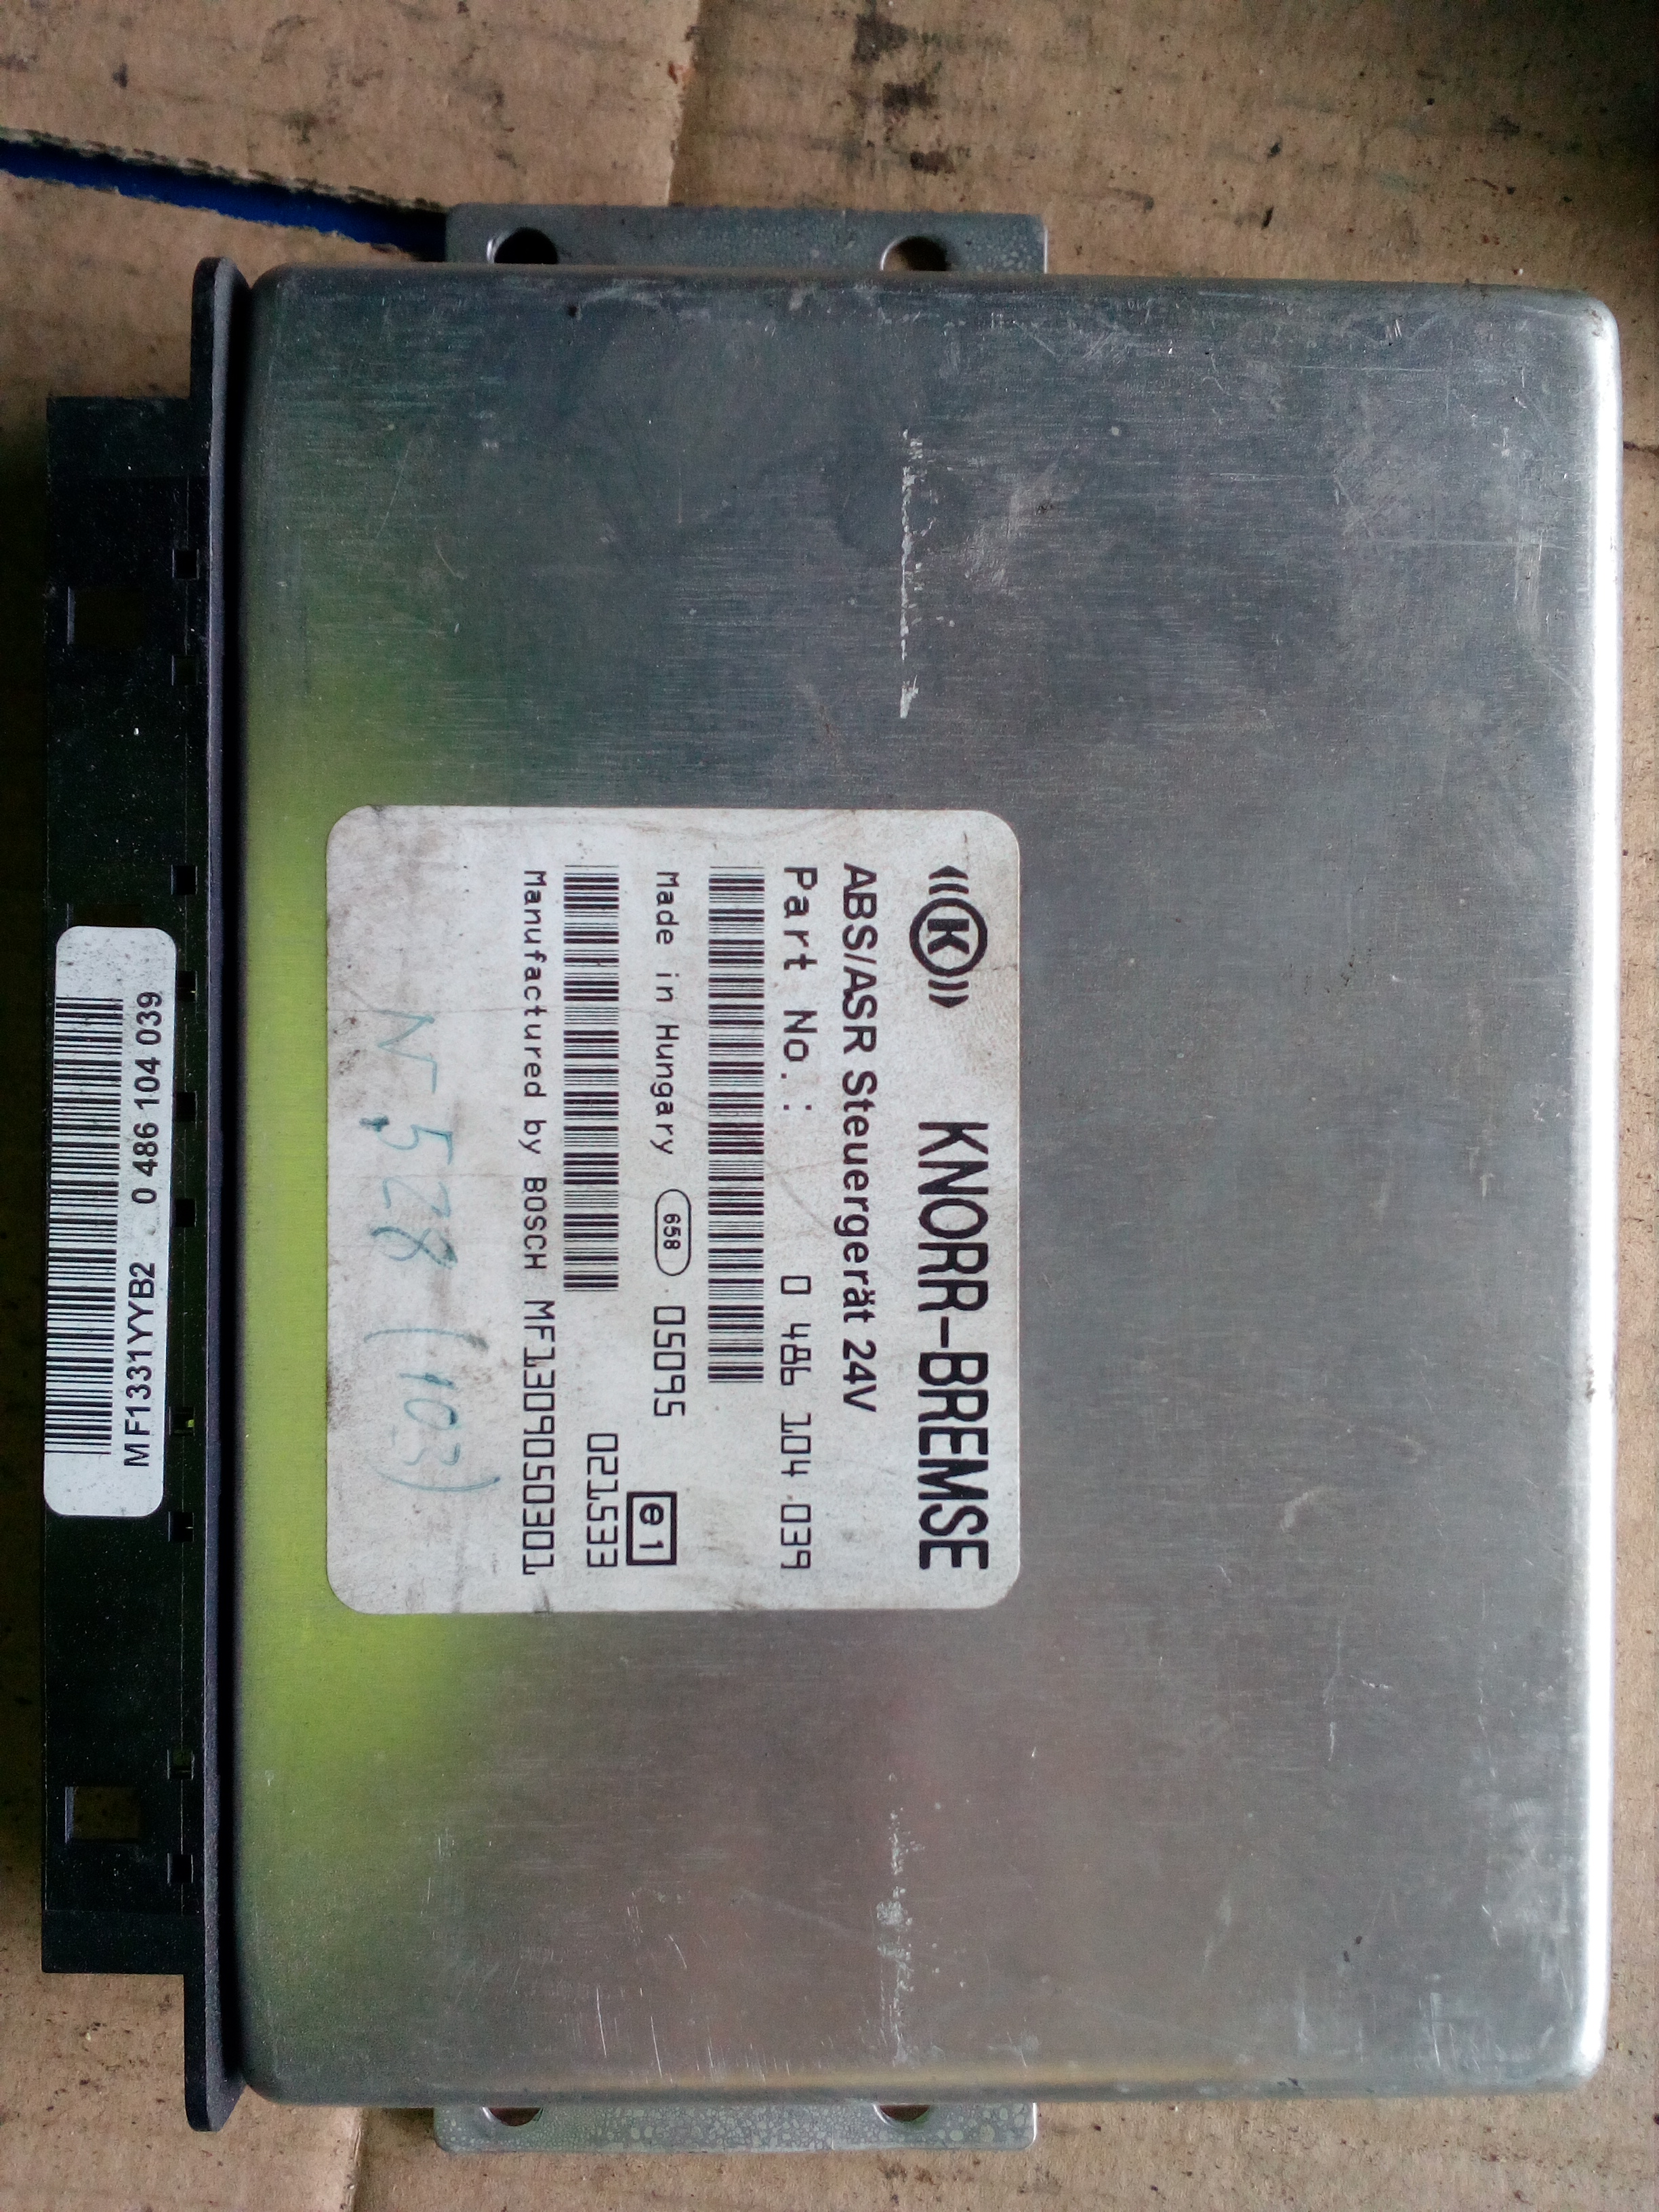 K KNORR-BREMSE
ABS/ASR Steuergerät 24V
Part No.: 0 486 104 039
Made in Hungary 658 05095 e1
021533
Manufactured by BOSCH MF1309050301
N 528 (103)
MF1331YYB2 0 486 104 039